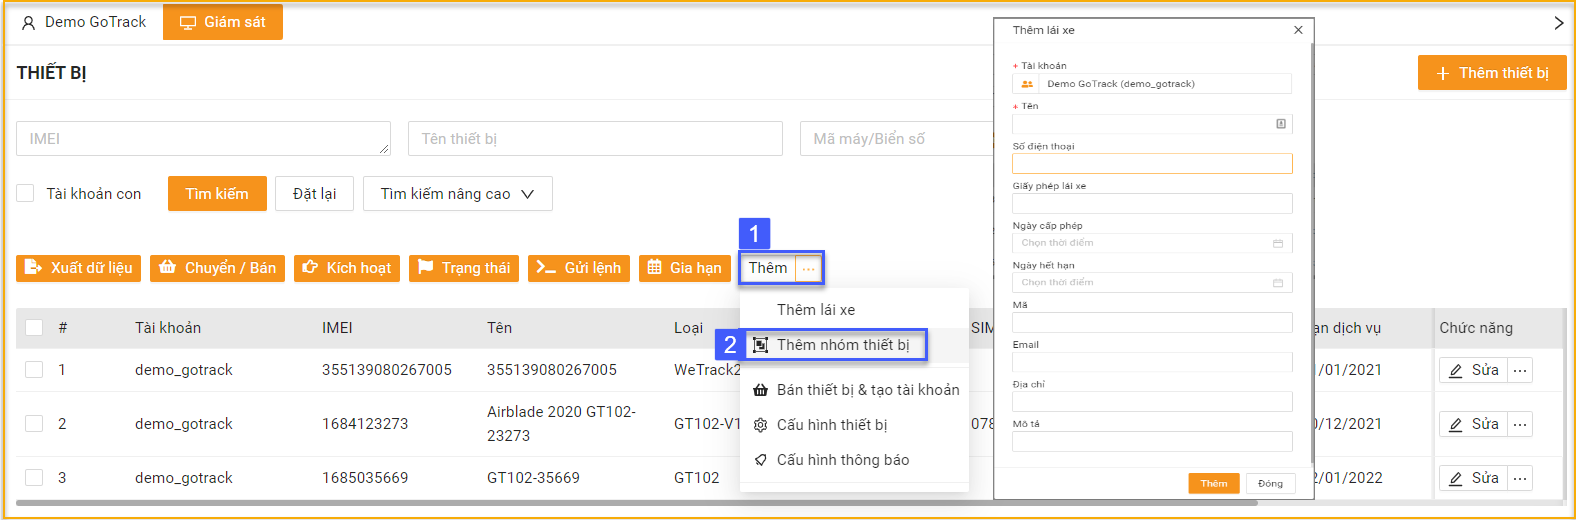 Demo GoTrack
Giám sát
THIẾT BỊ
Thêm thiết bị
IMEI
Tên thiết bị
Mã máy/Biển số
Tài khoản con
Tìm kiếm
Đặt lại
Tìm kiếm nâng cao
1
Xuất dữ liệu
Chuyển / Bán
Kích hoạt
Trạng thái
Gửi lệnh
Gia hạn
Thêm
Thêm lái xe
2
Thêm nhóm thiết bị
Bán thiết bị & tạo tài khoản
Cấu hình thiết bị
Cấu hình thông báo
# Tài khoản IMEI Tên Loại SIM dịch vụ Chức năng
1 demo_gotrack 355139080267005 355139080267005 WeTrack2 1/01/2021 Sửa
2 demo_gotrack 1684123273 Airblade 2020 GT102-
23273 GT102-V1 078 0/12/2021 Sửa
3 demo_gotrack 1685035669 GT102-35669 GT102 2/01/2022 Sửa
Thêm lái xe
* Tài khoản
Demo GoTrack (demo_gotrack)
* Tên
Số điện thoại
Giấy phép lái xe
Ngày cấp phép
Chọn thời điểm
Ngày hết hạn
Chọn thời điểm
Mã
Email
Địa chỉ
Mô tả
Thêm
Đóng